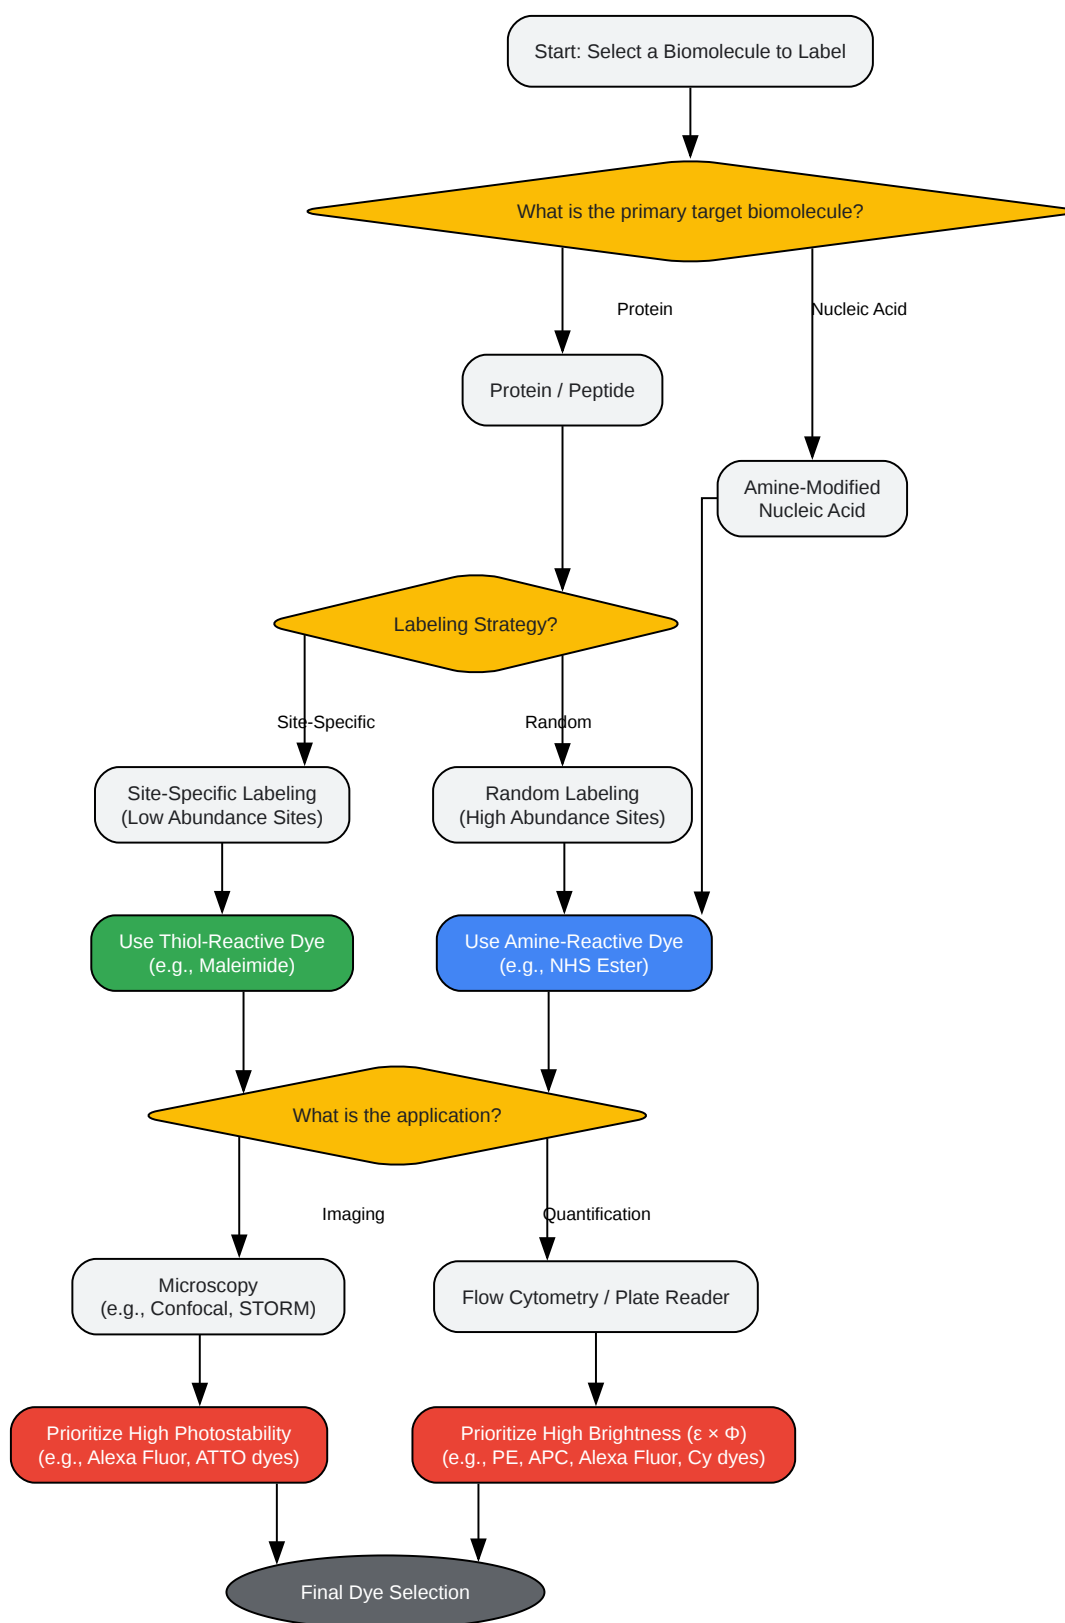 Start: Select a Biomolecule to Label
What is the primary target biomolecule?
Protein
Nucleic Acid
Protein / Peptide
Amine-Modified
Nucleic Acid
Labeling Strategy?
Site-Specific
Random
Site-Specific Labeling
(Low Abundance Sites)
Random Labeling
(High Abundance Sites)
Use Thiol-Reactive Dye
(e.g., Maleimide)
Use Amine-Reactive Dye
(e.g., NHS Ester)
What is the application?
Imaging
Quantification
Microscopy
(e.g., Confocal, STORM)
Flow Cytometry / Plate Reader
Prioritize High Photostability
(e.g., Alexa Fluor, ATTO dyes)
Prioritize High Brightness (ε × Φ)
(e.g., PE, APC, Alexa Fluor, Cy dyes)
Final Dye Selection